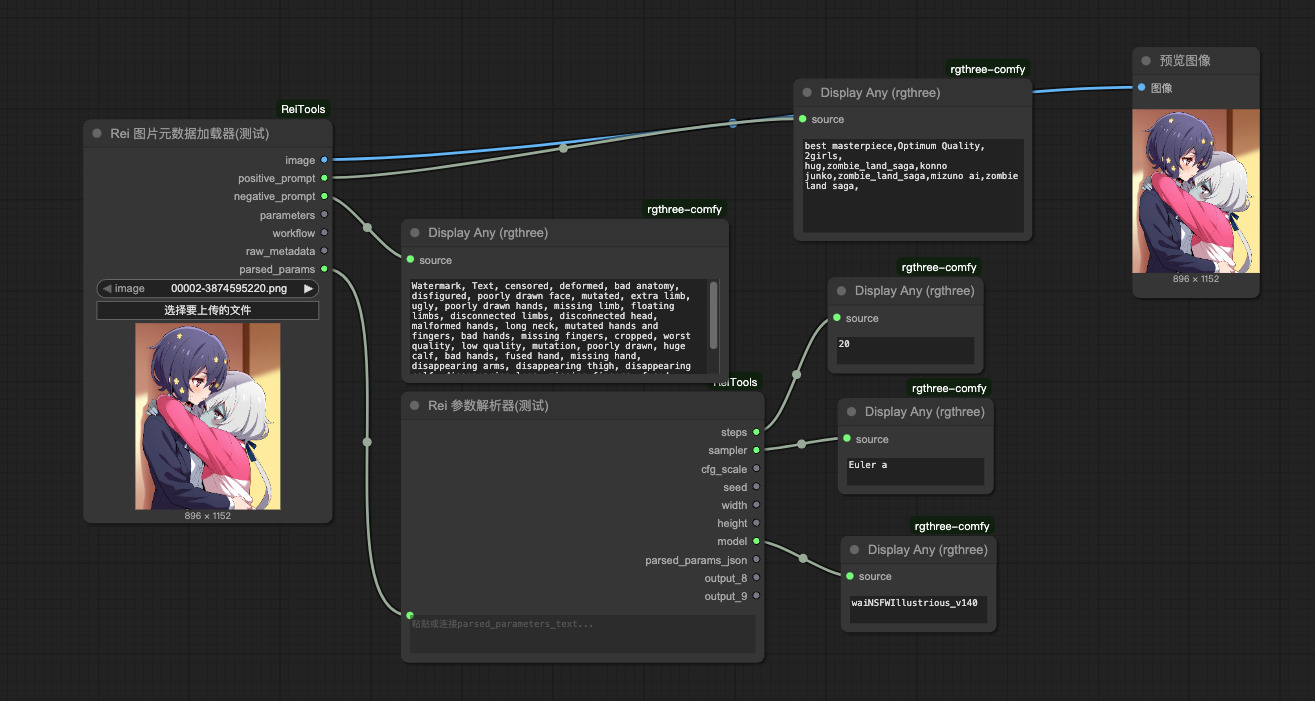 ReiTools
Rei 图片元数据加载器(测试)
image
positive_prompt
negative_prompt
parameters
workflow
raw_metadata
parsed_params
image 00002-3874595220.png
选择要上传的文件
896 × 1152
rgthree-comfy
Display Any (rgthree)
source
Watermark, Text, censored, deformed, bad anatomy,
disfigured, poorly drawn face, mutated, extra limb,
ugly, poorly drawn hands, missing limb, floating
limbs, disconnected limbs, disconnected head,
malformed hands, long neck, mutated hands and
fingers, bad hands, missing fingers, cropped, worst
quality, low quality, mutation, poorly drawn, huge
calf, bad hands, fused hand, missing hand,
disappearing arms, disappearing thigh, disappearing
ReiTools
Rei 参数解析器(测试)
steps
sampler
cfg_scale
seed
width
height
model
parsed_params_json
output_8
output_9
粘贴或连接parsed_parameters_text...
rgthree-comfy
Display Any (rgthree)
source
best masterpiece,Optimum Quality,
2girls,
hug,zombie_land_saga,konno
junko,zombie_land_saga,mizuno ai,zombie
land saga,
rgthree-comfy
Display Any (rgthree)
source
20
rgthree-comfy
Display Any (rgthree)
source
Euler a
rgthree-comfy
Display Any (rgthree)
source
waiNSFWIllustrious_v140
预览图像
图像
896 × 1152